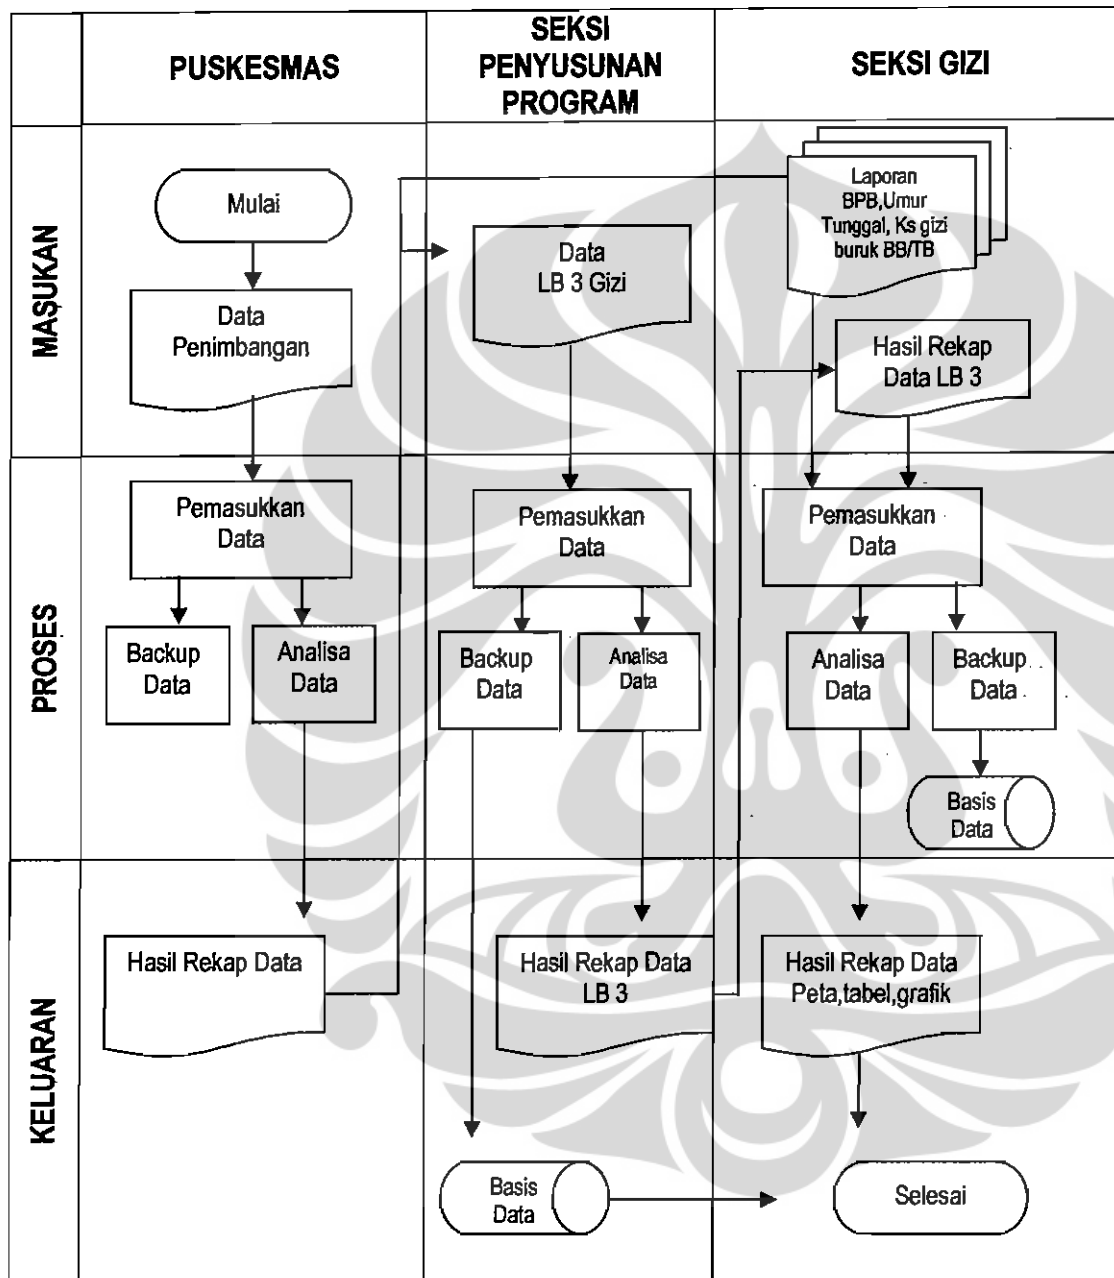 PUSKESMAS
SEKSI
PENYUSUNAN
PROGRAM
SEKSI GIZI
MASUKAN
Mulai
Data
Penimbangan
Data
LB 3 Gizi
Laporan
BPB,Umur
Tunggal, Ks gizi
buruk BB/TB
Hasil Rekap
Data LB 3
PROSES
Pemasukkan
Data
Backup
Data
Analisa
Data
Pemasukkan
Data
Backup
Data
Analisa
Data
Pemasukkan
Data
Analisa
Data
Backup
Data
Basis
Data
KELUARAN
Hasil Rekap Data
Hasil Rekap Data
LB 3
Hasil Rekap Data
Peta,tabel,grafik
Basis
Data
Selesai